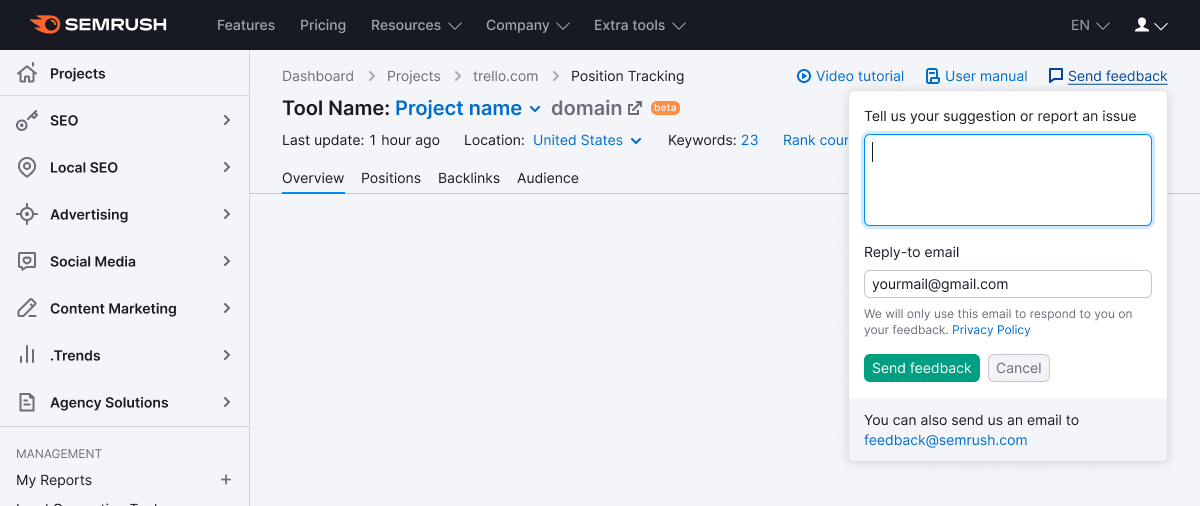 SEMRUSH Features Pricing Resources Company Extra tools EN
Projects
SEO
Local SEO
Advertising
Social Media
Content Marketing
.Trends
Agency Solutions
MANAGEMENT
My Reports
Dashboard Projects trello.com Position Tracking
Video tutorial User manual Send feedback
Tool Name: Project name domain beta
Last update: 1 hour ago Location: United States Keywords: 23 Rank
Overview Positions Backlinks Audience
Tell us your suggestion or report an issue
Reply-to email
yourmail@gmail.com
We will only use this email to respond to you on
your feedback. Privacy Policy
Send feedback Cancel
You can also send us an email to
feedback@semrush.com